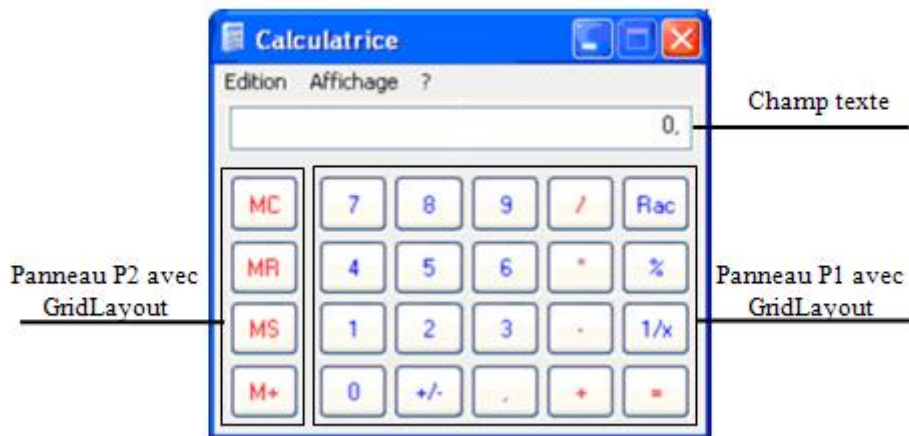 Calculatrice
Edition Affichage ?
Champ texte
0,
MC 7 8 9 / Rac
MR 4 5 6 * %
Panneau P2 avec
GridLayout
Panneau P1 avec
GridLayout
MS 1 2 3 - 1/x
M+ 0 +/- , + =